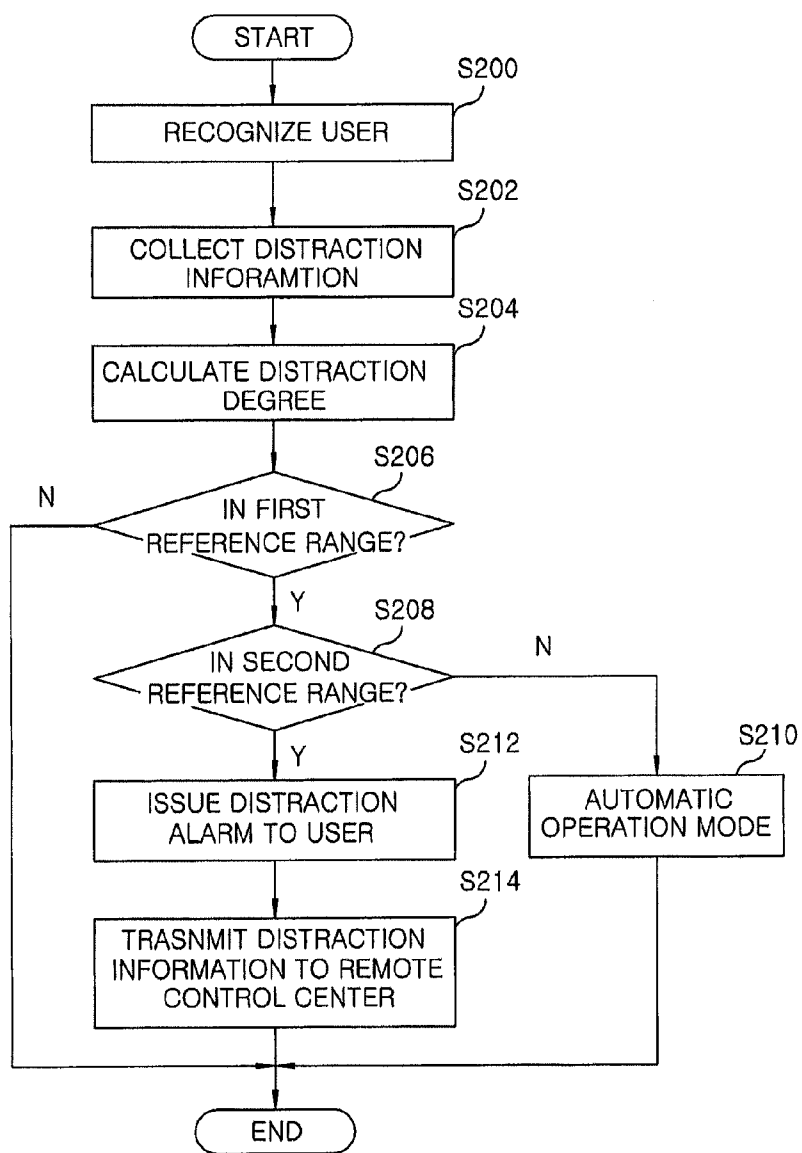 START
S200
RECOGNIZE USER
S202
COLLECT DISTRACTION
INFORAMTION
S204
CALCULATE DISTRACTION
DEGREE
S206
N
IN FIRST
REFERENCE RANGE?
Y
S208
N
IN SECOND
REFERENCE RANGE?
Y
S212
S210
ISSUE DISTRACTION
ALARM TO USER
AUTOMATIC
OPERATION MODE
S214
TRASNMIT DISTRACTION
INFORMATION TO REMOTE
CONTROL CENTER
END